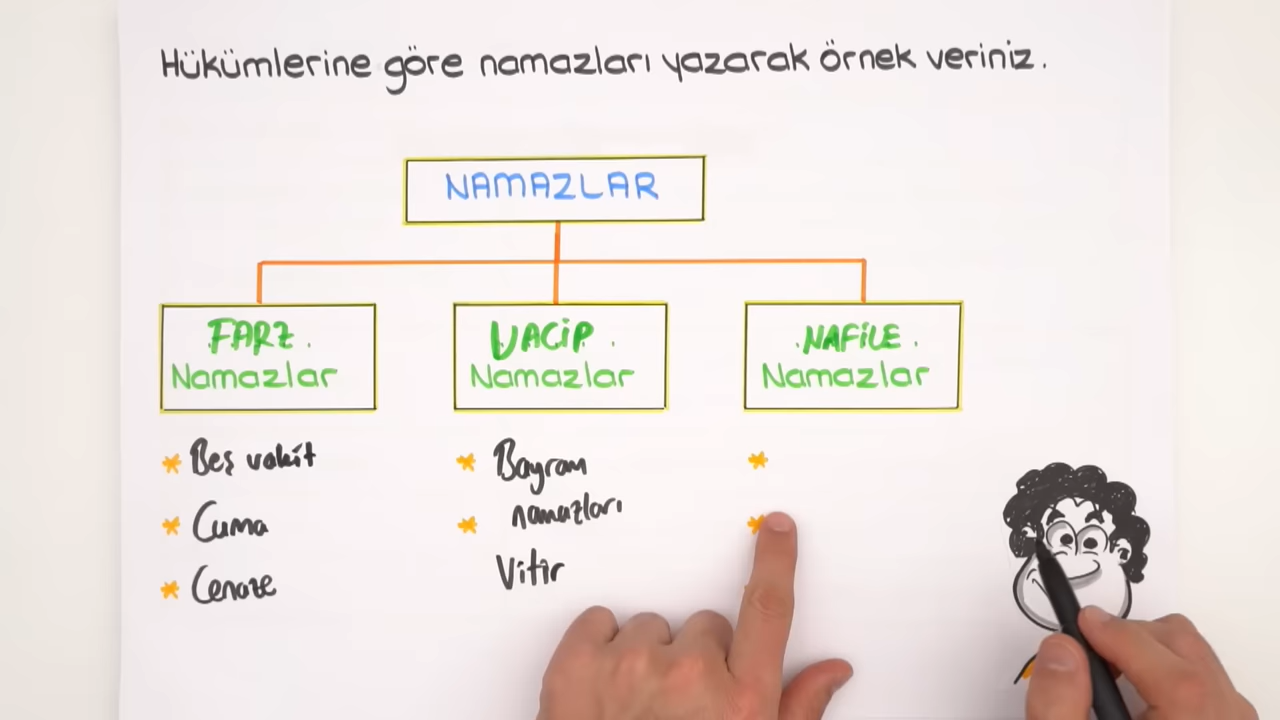 Hükümlerine göre namazları yazarak örnek veriniz.
NAMAZLAR
FARZ
Namazlar
VACİP
Namazlar
NAFİLE
Namazlar
* Beş vakit
* Cuma
* Cenaze
* Bayram
* namazları
Vitir
*
*